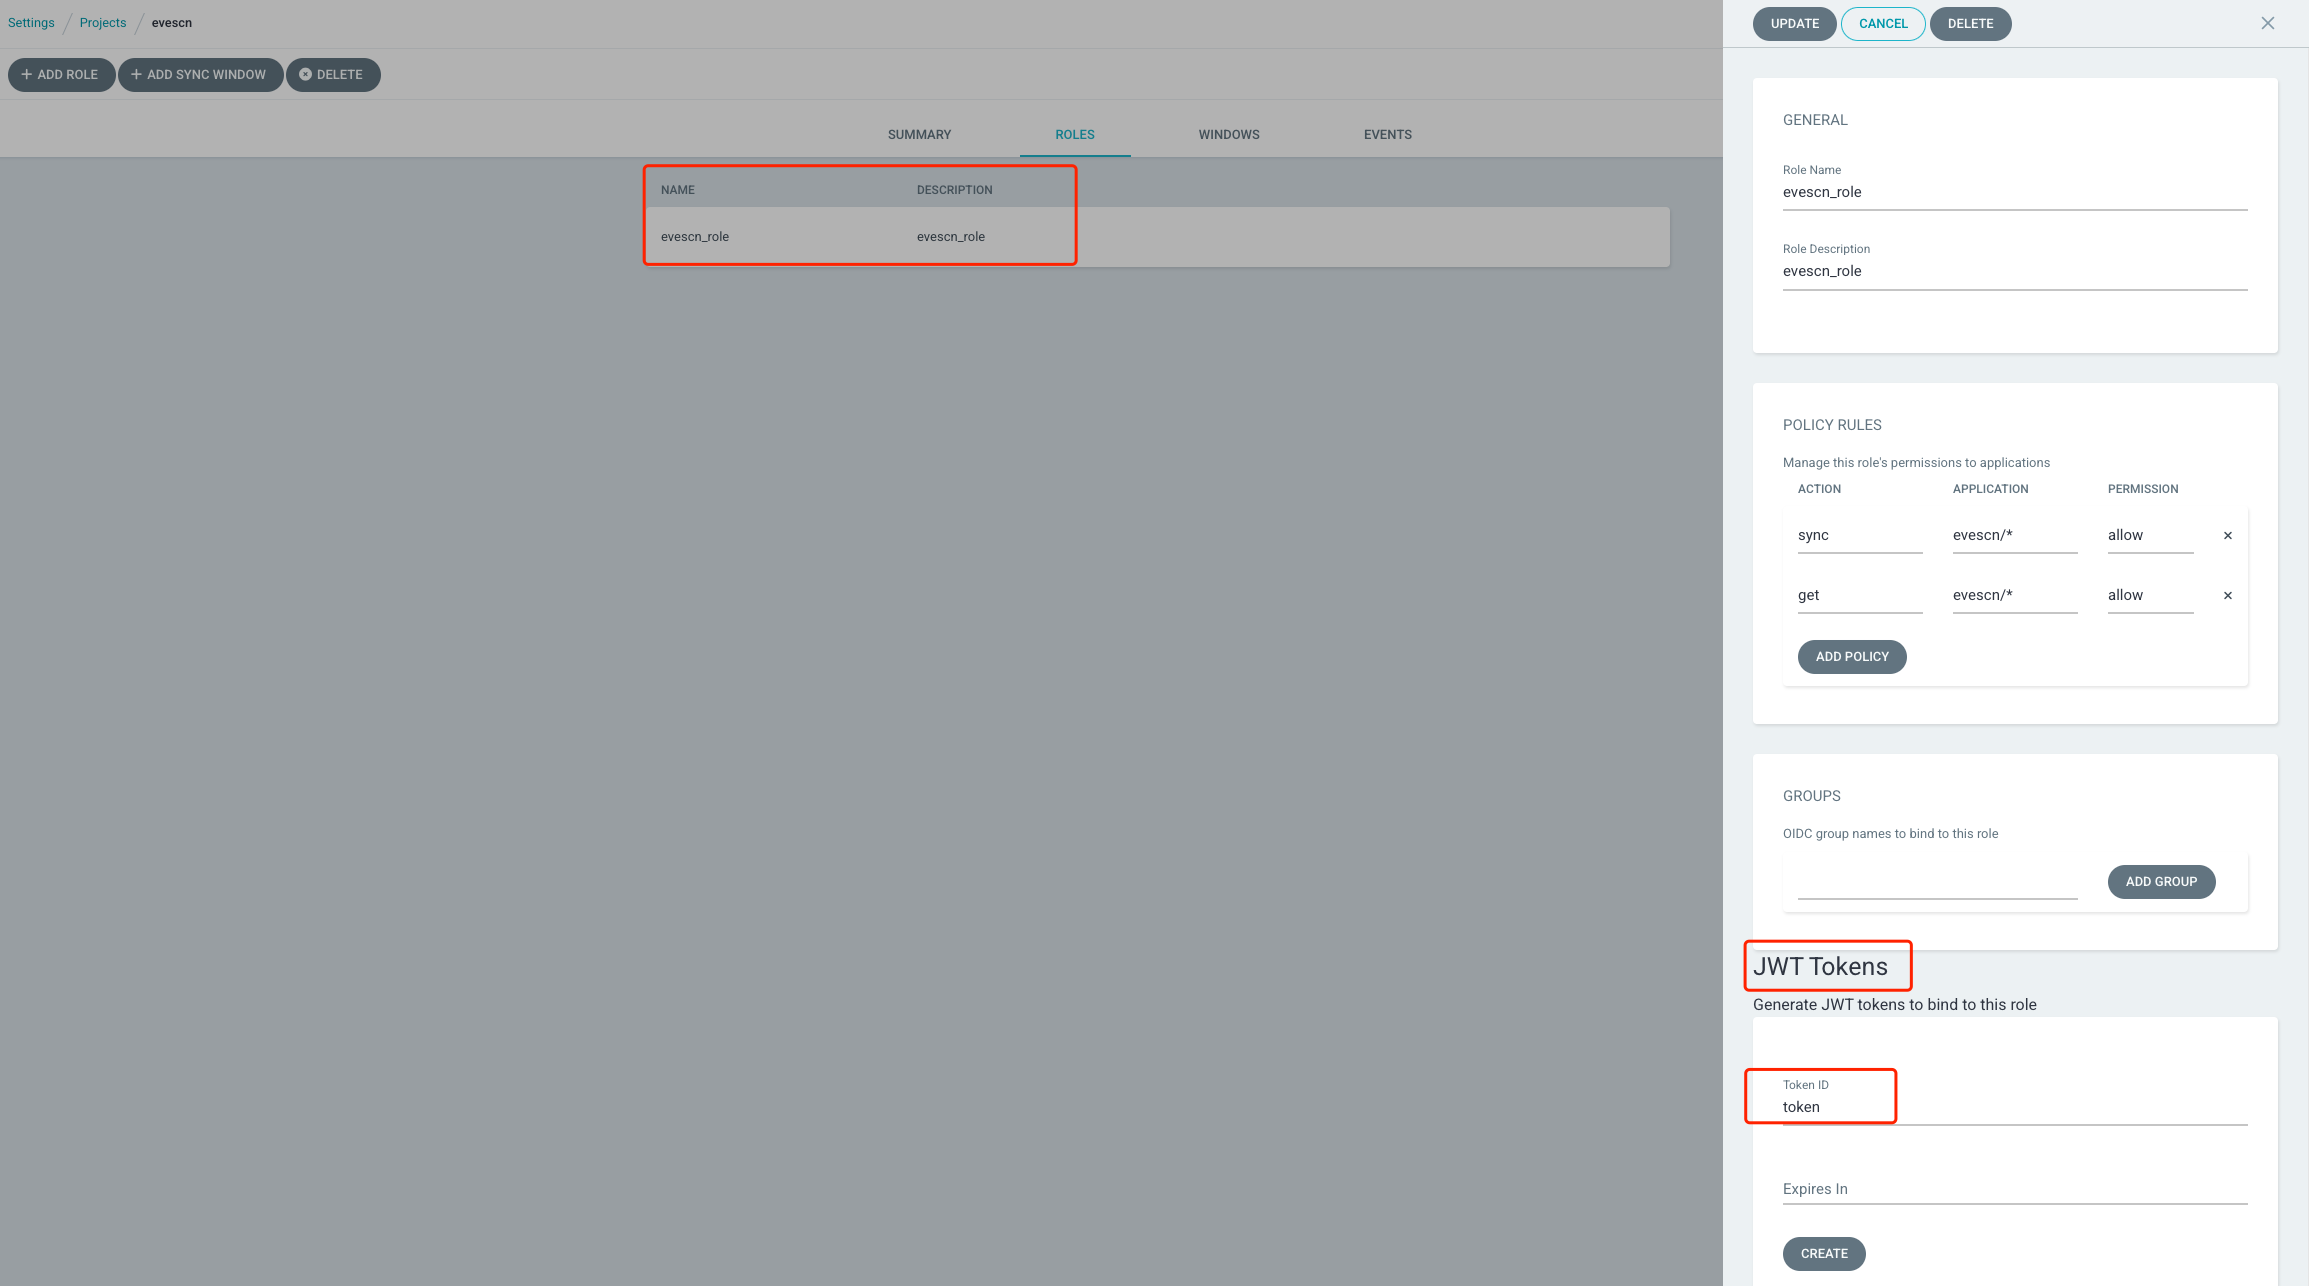 Settings / Projects / evescn
+ ADD ROLE + ADD SYNC WINDOW DELETE
SUMMARY ROLES WINDOWS EVENTS
NAME DESCRIPTION
evescn_role evescn_role
UPDATE CANCEL DELETE
GENERAL
Role Name
evescn_role
Role Description
evescn_role
POLICY RULES
Manage this role's permissions to applications
ACTION APPLICATION PERMISSION
sync evescn/* allow ×
get evescn/* allow ×
ADD POLICY
GROUPS
OIDC group names to bind to this role
ADD GROUP
JWT Tokens
Generate JWT tokens to bind to this role
Token ID
token
Expires In
CREATE